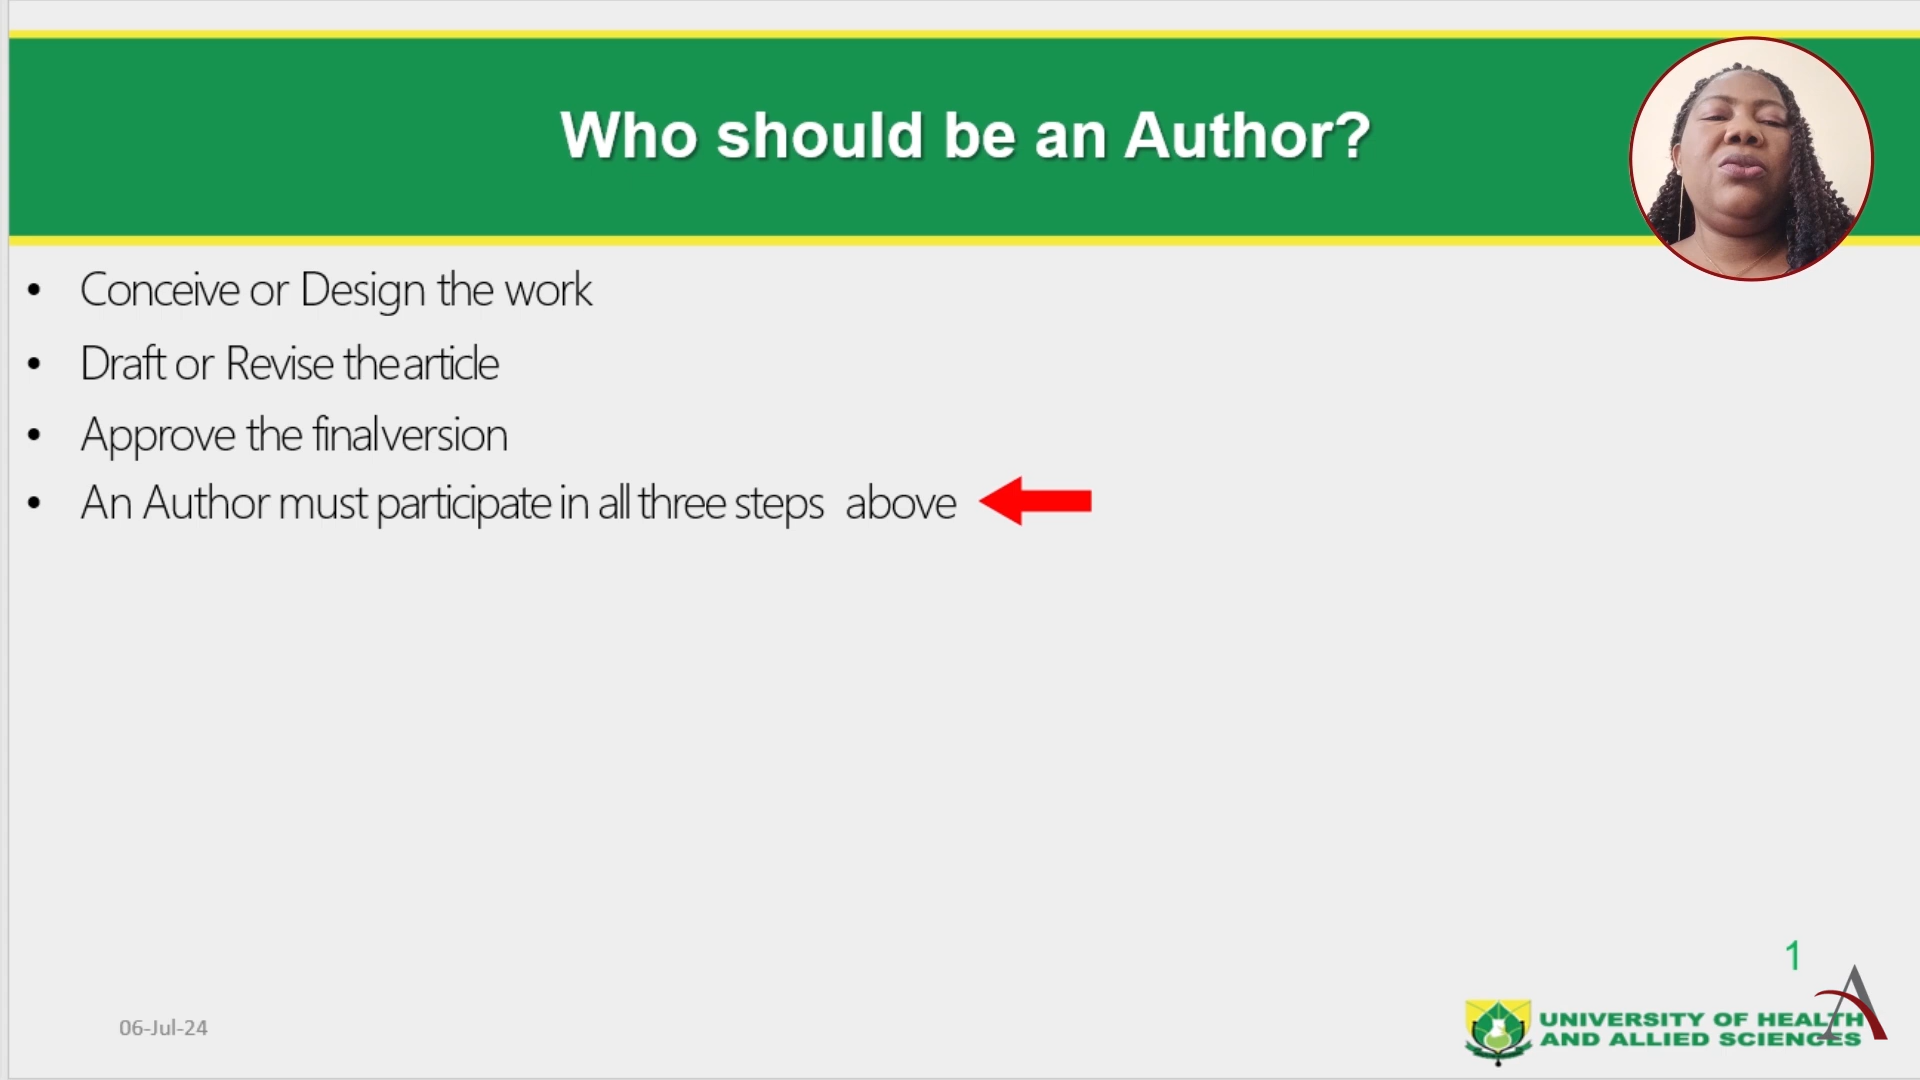 Who should be an Author?
• Conceive or Design the work
• Draft or Revise the article
• Approve the final version
• An Author must participate in all three steps above
1
06-Jul-24
UNIVERSITY OF HEALTH
AND ALLIED SCIENCES